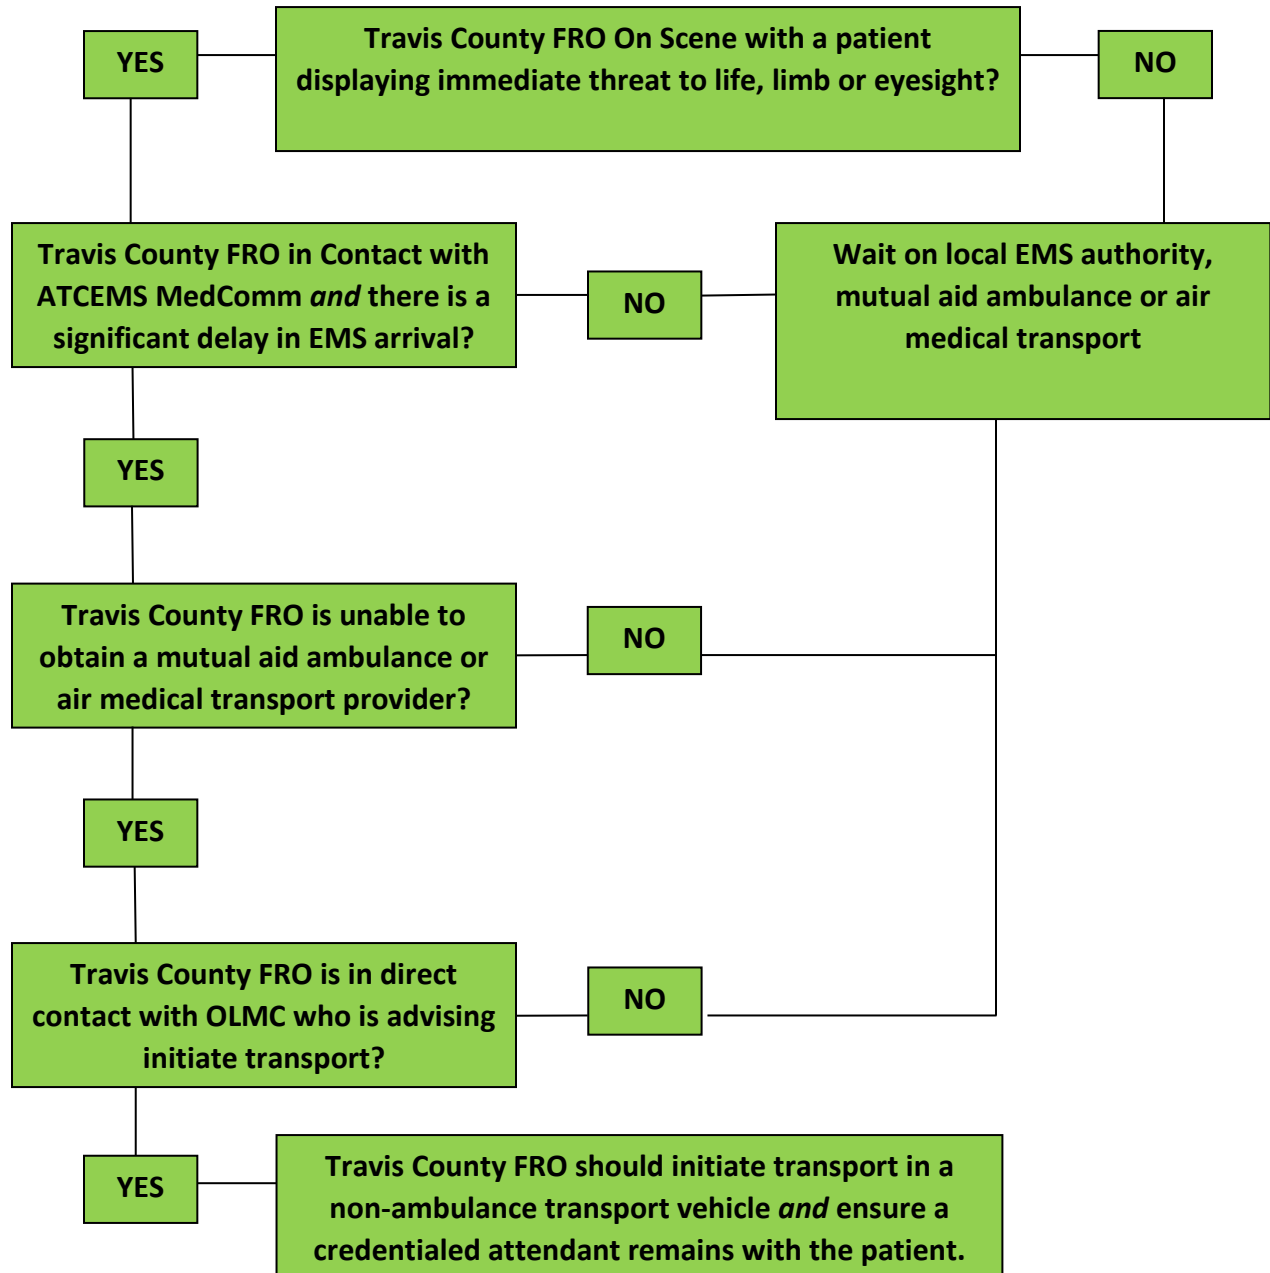 YES
Travis County FRO On Scene with a patient
displaying immediate threat to life, limb or eyesight?
NO
Travis County FRO in Contact with
ATCEMS MedComm and there is a
significant delay in EMS arrival?
NO
Wait on local EMS authority,
mutual aid ambulance or air
medical transport
YES
Travis County FRO is unable to
obtain a mutual aid ambulance or
air medical transport provider?
NO
YES
Travis County FRO is in direct
contact with OLMC who is advising
initiate transport?
NO
YES
Travis County FRO should initiate transport in a
non-ambulance transport vehicle and ensure a
credentialed attendant remains with the patient.